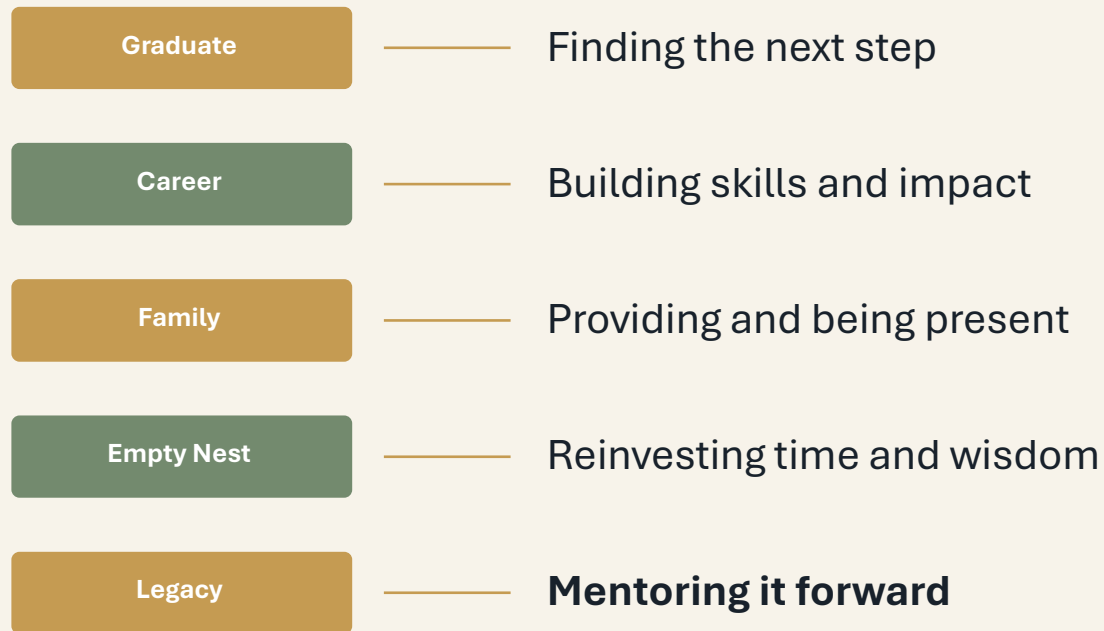 Graduate
Finding the next step
Career
Building skills and impact
Family
Providing and being present
Empty Nest
Reinvesting time and wisdom
Legacy
Mentoring it forward